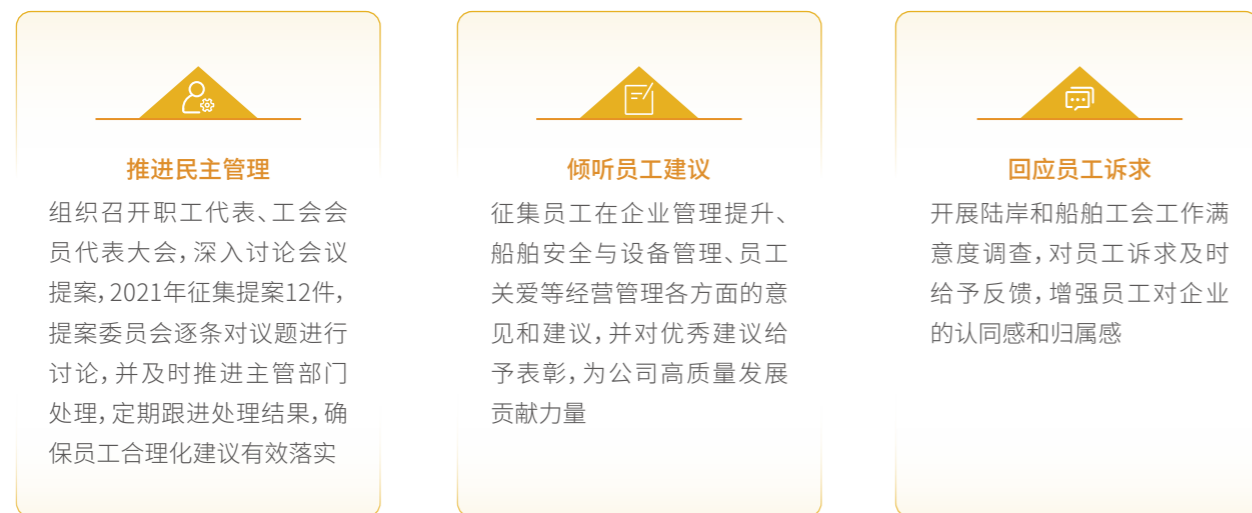 推进民主管理
组织召开职工代表、工会会
员代表大会,深入讨论会议
提案,2021年征集提案12件,
提案委员会逐条对议题进行
讨论,并及时推进主管部门
处理,定期跟进处理结果,确
保员工合理化建议有效落实
倾听员工建议
征集员工在企业管理提升、
船舶安全与设备管理、员工
关爱等经营管理各方面的意
见和建议,并对优秀建议给
予表彰,为公司高质量发展
贡献力量
回应员工诉求
开展陆岸和船舶工会工作满
意度调查,对员工诉求及时
给予反馈,增强员工对企业
的认同感和归属感